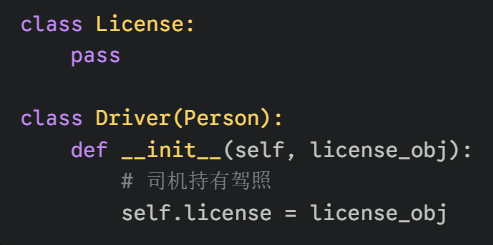 class License:
    pass

class Driver(Person):
    def __init__(self, license_obj):
        # 司机持有驾照
        self.license = license_obj